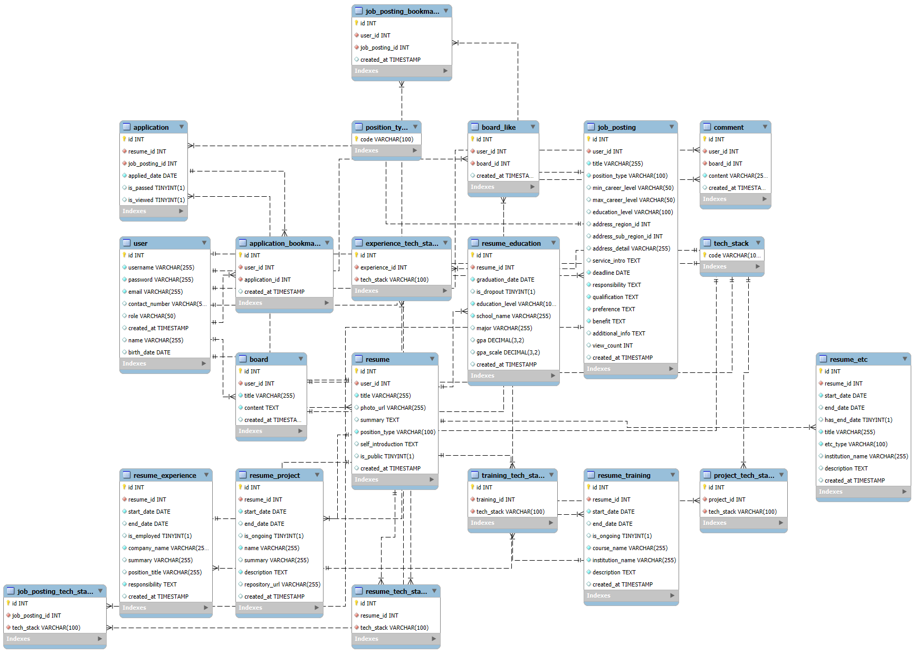 job_posting_bookma...
id INT
user_id INT
job_posting_id INT
created_at TIMESTAMP
Indexes
application
id INT
resume_id INT
job_posting_id INT
applied_date DATE
is_passed TINYINT(1)
is_viewed TINYINT(1)
Indexes
position_ty...
code VARCHAR(100)
Indexes
board_like
id INT
user_id INT
board_id INT
created_at TIMESTA...
Indexes
job_posting
id INT
user_id INT
title VARCHAR(255)
position_type VARCHAR(100)
min_career_level VARCHAR(50)
max_career_level VARCHAR(50)
education_level VARCHAR(100)
address_region_id INT
address_sub_region_id INT
address_detail VARCHAR(255)
service_intro TEXT
deadline DATE
responsibility TEXT
qualification TEXT
preference TEXT
benefit TEXT
additional_info TEXT
view_count INT
created_at TIMESTAMP
Indexes
comment
id INT
user_id INT
board_id INT
content VARCHAR(25...
created_at TIMESTA...
Indexes
user
id INT
username VARCHAR(255)
password VARCHAR(255)
email VARCHAR(255)
contact_number VARCHAR(5...
role VARCHAR(50)
created_at TIMESTAMP
name VARCHAR(255)
birth_date DATE
Indexes
application_bookma...
id INT
user_id INT
application_id INT
created_at TIMESTAMP
Indexes
experience_tech_sta...
id INT
experience_id INT
tech_stack VARCHAR(100)
Indexes
resume_education
id INT
resume_id INT
graduation_date DATE
is_dropout TINYINT(1)
education_level VARCHAR(10...
school_name VARCHAR(255)
major VARCHAR(255)
gpa DECIMAL(3,2)
gpa_scale DECIMAL(3,2)
created_at TIMESTAMP
Indexes
tech_stack
code VARCHAR(10...
Indexes
board
id INT
user_id INT
title VARCHAR(255)
content TEXT
created_at TIMESTA...
Indexes
resume
id INT
user_id INT
title VARCHAR(255)
photo_url VARCHAR(255)
summary TEXT
position_type VARCHAR(100)
self_introduction TEXT
is_public TINYINT(1)
created_at TIMESTAMP
Indexes
resume_etc
id INT
resume_id INT
start_date DATE
end_date DATE
has_end_date TINYINT(1)
title VARCHAR(255)
etc_type VARCHAR(100)
institution_name VARCHAR(255)
description TEXT
created_at TIMESTAMP
Indexes
resume_experience
id INT
resume_id INT
start_date DATE
end_date DATE
is_employed TINYINT(1)
company_name VARCHAR(25...
summary VARCHAR(255)
position_title VARCHAR(255)
responsibility TEXT
created_at TIMESTAMP
Indexes
resume_project
id INT
resume_id INT
start_date DATE
end_date DATE
is_ongoing TINYINT(1)
name VARCHAR(255)
summary VARCHAR(255)
description TEXT
repository_url VARCHAR(255)
created_at TIMESTAMP
Indexes
training_tech_sta...
id INT
training_id INT
tech_stack VARCHAR(100)
Indexes
resume_training
id INT
resume_id INT
start_date DATE
end_date DATE
is_ongoing TINYINT(1)
course_name VARCHAR(255)
institution_name VARCHAR(255)
description TEXT
created_at TIMESTAMP
Indexes
project_tech_stac...
id INT
project_id INT
tech_stack VARCHAR(100)
Indexes
job_posting_tech_sta...
id INT
job_posting_id INT
tech_stack VARCHAR(100)
Indexes
resume_tech_sta...
id INT
resume_id INT
tech_stack VARCHAR(100)
Indexes